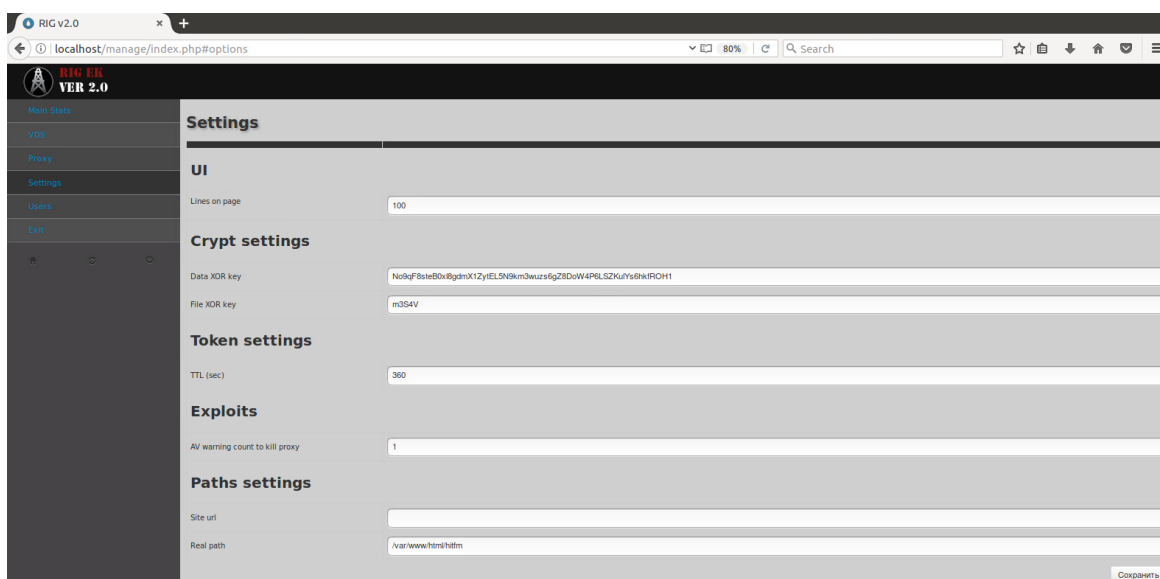 RIG v2.0
localhost/manage/index.php#options
80%
Search
RIG EK
VER 2.0
Main Stats
VDS
Proxy
Settings
Users
Exit
Settings
UI
Lines on page
100
Crypt settings
Data XOR key
No9qF8steB0xl8gdmX1ZytEL5N9km3wuzs6gZ8DoW4P6LSZKulYs6hkfROH1
File XOR key
m3S4V
Token settings
TTL (sec)
360
Exploits
AV warning count to kill proxy
1
Paths settings
Site url
Real path
/var/www/html/hitfm
Сохранить